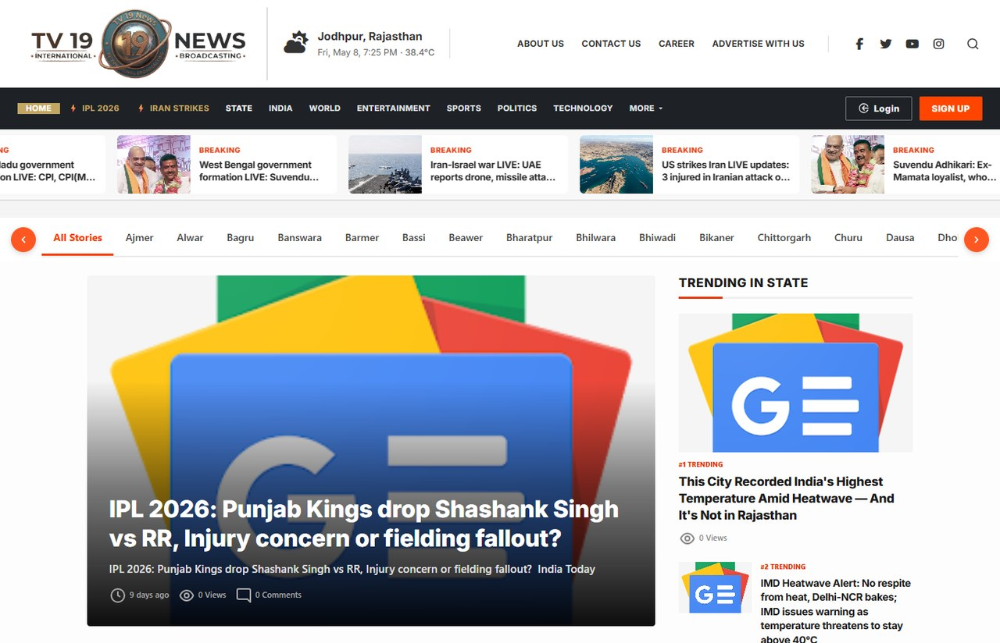 TV 19 NEWS
• INTERNATIONAL • • BROADCASTING •
TV 19 News
19
Jodhpur, Rajasthan
Fri, May 8, 7:25 PM · 38.4°C
ABOUT US CONTACT US CAREER ADVERTISE WITH US
HOME IPL 2026 IRAN STRIKES STATE INDIA WORLD ENTERTAINMENT SPORTS POLITICS TECHNOLOGY MORE
Login SIGN UP
NG
adu government
on LIVE: CPI, CPI(M...
BREAKING
West Bengal government
formation LIVE: Suvendu...
BREAKING
Iran-Israel war LIVE: UAE
reports drone, missile atta...
BREAKING
US strikes Iran LIVE updates:
3 injured in Iranian attack o...
BREAKING
Suvendu Adhikari: Ex-
Mamata loyalist, who...
All Stories Ajmer Alwar Bagru Banswara Barmer Bassi Beawer Bharatpur Bhilwara Bhiwadi Bikaner Chittorgarh Churu Dausa Dho
GE
IPL 2026: Punjab Kings drop Shashank Singh
vs RR, Injury concern or fielding fallout?
IPL 2026: Punjab Kings drop Shashank Singh vs RR, Injury concern or fielding fallout? India Today
9 days ago 0 Views 0 Comments
TRENDING IN STATE
GE
#1 TRENDING
This City Recorded India's Highest
Temperature Amid Heatwave — And
It's Not in Rajasthan
0 Views
GE
#2 TRENDING
IMD Heatwave Alert: No respite
from heat, Delhi-NCR bakes;
IMD issues warning as
temperature threatens to stay
above 40°C